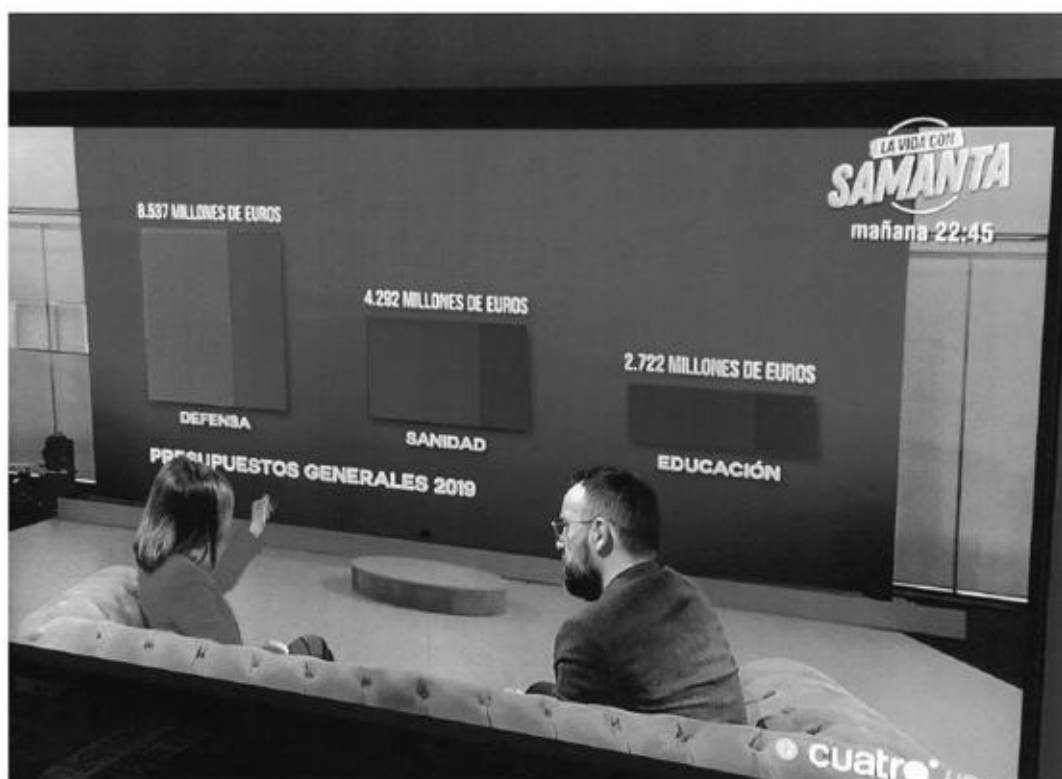 LA VIDA CON
SAMANTA
mañana 22:45
8.537 MILLONES DE EUROS
DEFENSA
4.292 MILLONES DE EUROS
SANIDAD
2.722 MILLONES DE EUROS
EDUCACIÓN
PRESUPUESTOS GENERALES 2019
cuatro